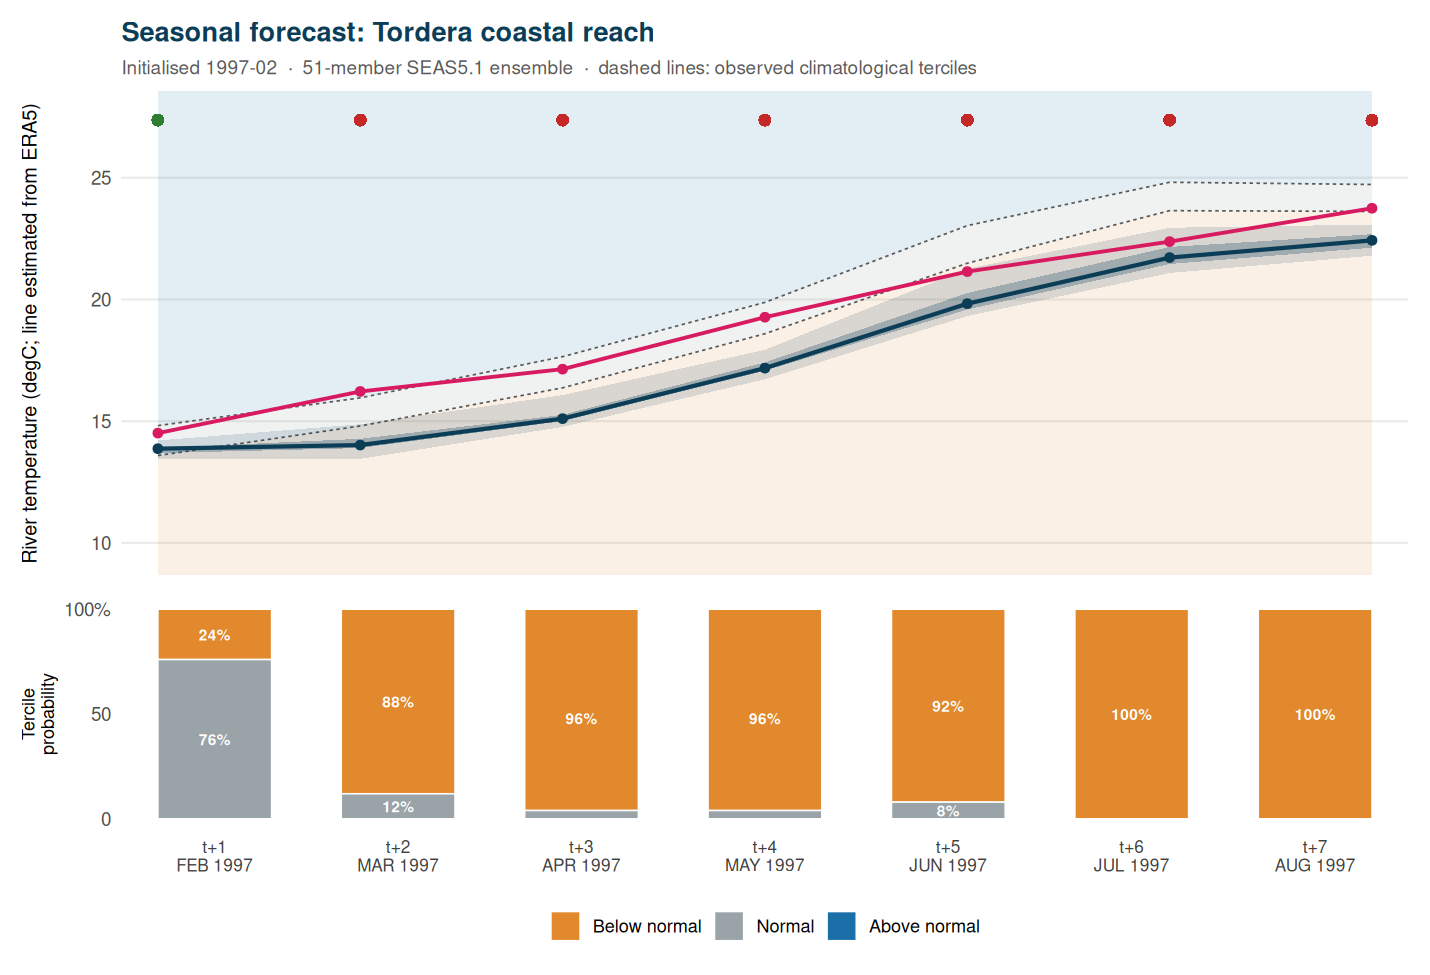 Seasonal forecast: Tordera coastal reach
Initialised 1997-02 · 51-member SEAS5.1 ensemble · dashed lines: observed climatological terciles
River temperature (degC; line estimated from ERA5)
25
20
15
10
Tercile
probability
100%
50
0
24%
76%
88%
12%
96%
96%
92%
8%
100%
100%
t+1
FEB 1997
t+2
MAR 1997
t+3
APR 1997
t+4
MAY 1997
t+5
JUN 1997
t+6
JUL 1997
t+7
AUG 1997
Below normal
Normal
Above normal